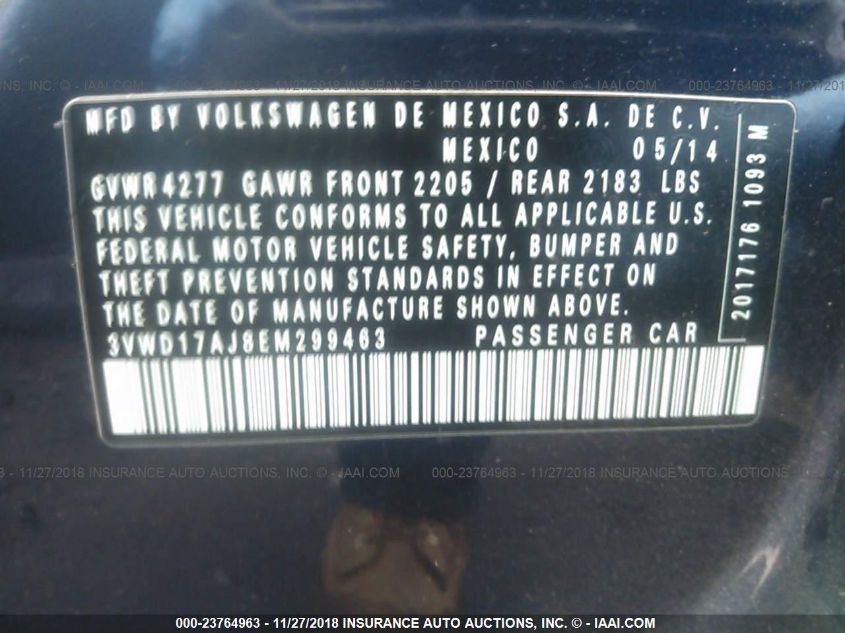 MFD BY VOLKSWAGEN DE MEXICO S.A. DE C.V.
MEXICO 05/14
GVWR 4277 GAWR FRONT 2205 / REAR 2183 LBS
THIS VEHICLE CONFORMS TO ALL APPLICABLE U.S.
FEDERAL MOTOR VEHICLE SAFETY, BUMPER AND
THEFT PREVENTION STANDARDS IN EFFECT ON
THE DATE OF MANUFACTURE SHOWN ABOVE.
3VWD17AJ8EM299463 PASSENGER CAR
2017176 1093 M
000-23764963 - 11/27/2018 INSURANCE AUTO AUCTIONS, INC. - © IAAI.COM